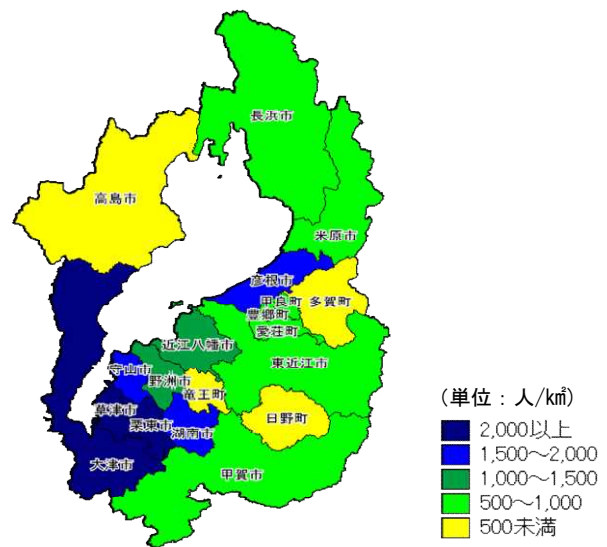 長浜市
高島市
米原市
彦根市
甲良町
多賀町
豊郷町
愛荘町
近江八幡市
東近江市
守山市
野洲市
竜王町
草津市
栗東市
湖南市
日野町
大津市
甲賀市
(単位：人/㎢)
2,000以上
1,500～2,000
1,000～1,500
500～1,000
500未満